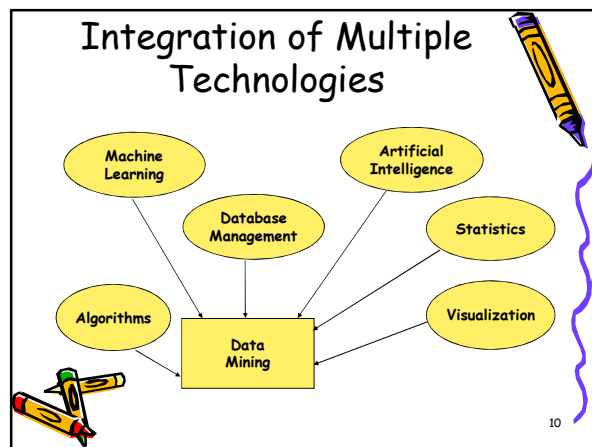 Integration of Multiple
Technologies
Machine
Learning
Artificial
Intelligence
Database
Management
Statistics
Algorithms
Visualization
Data
Mining
10